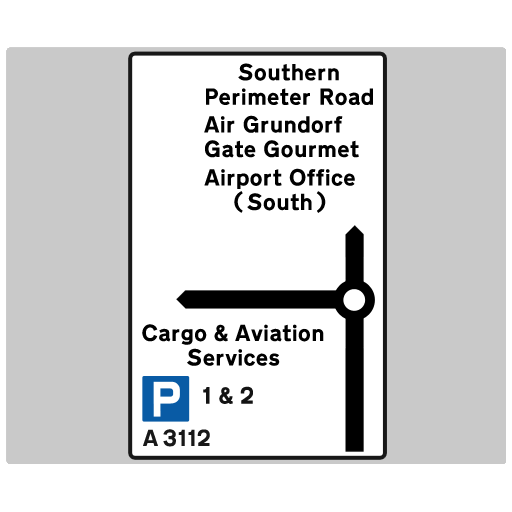 Southern
Perimeter Road
Air Grundorf
Gate Gourmet
Airport Office
(South)
Cargo & Aviation
Services
P 1 & 2
A 3112